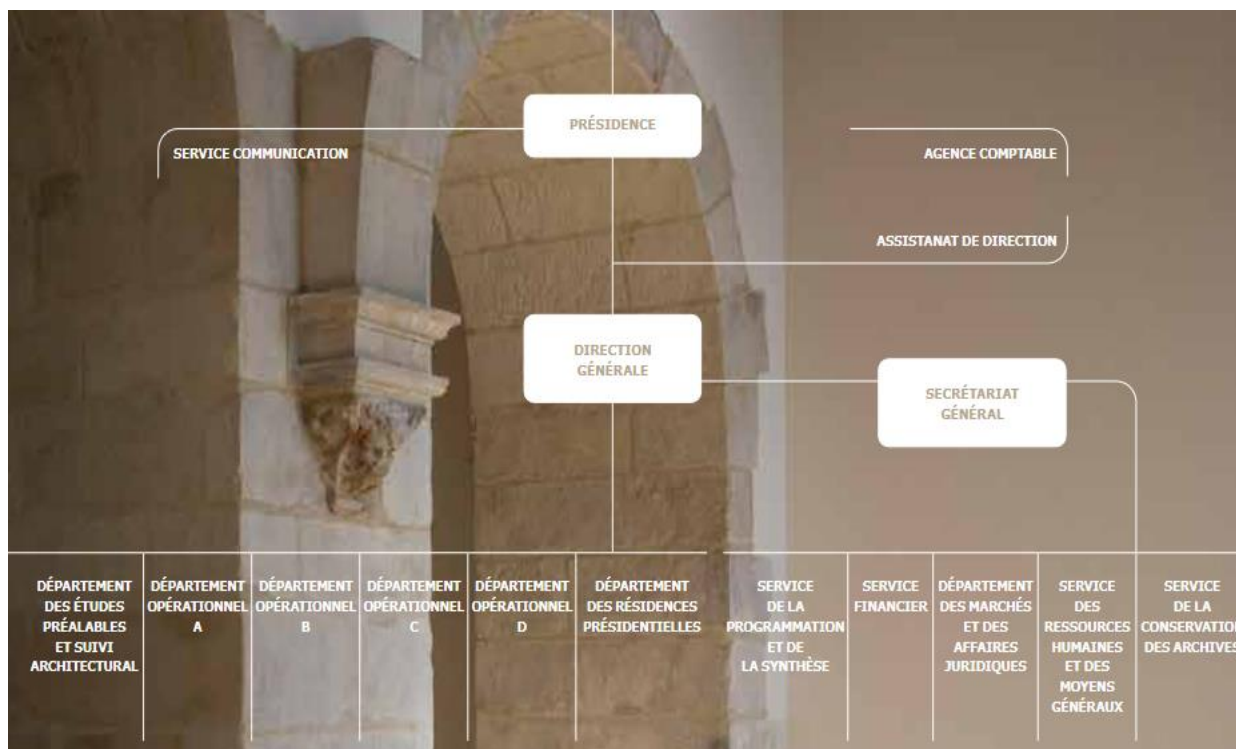 PRÉSIDENCE
SERVICE COMMUNICATION
AGENCE COMPTABLE
ASSISTANAT DE DIRECTION
DIRECTION
GÉNÉRALE
SECRÉTARIAT
GÉNÉRAL
DÉPARTEMENT
DES ÉTUDES
PRÉALABLES
ET SUIVI
ARCHITECTURAL
DÉPARTEMENT
OPÉRATIONNEL
A
DÉPARTEMENT
OPÉRATIONNEL
B
DÉPARTEMENT
OPÉRATIONNEL
C
DÉPARTEMENT
OPÉRATIONNEL
D
DÉPARTEMENT
DES RÉSIDENCES
PRÉSIDENTIELLES
SERVICE
DE LA
PROGRAMMATION
ET DE
LA SYNTHÈSE
SERVICE
FINANCIER
DÉPARTEMENT
DES MARCHÉS
ET DES
AFFAIRES
JURIDIQUES
SERVICE
DES
RESSOURCES
HUMAINES
ET DES
MOYENS
GÉNÉRAUX
SERVICE
DE LA
CONSERVATION
DES ARCHIVES